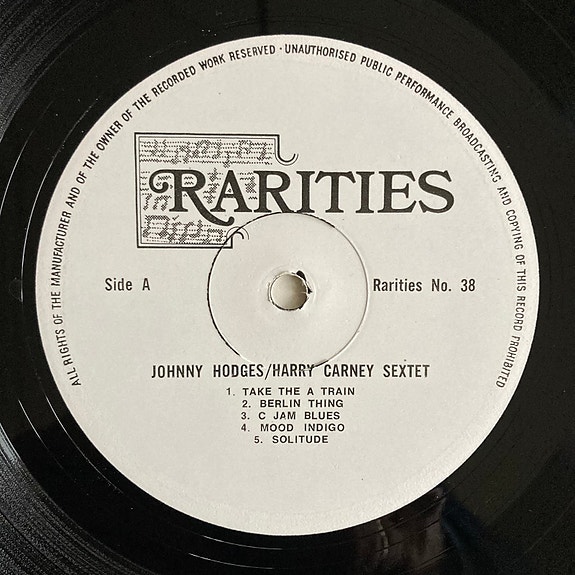 ALL RIGHTS OF THE MANUFACTURER AND OF THE OWNER OF THE RECORDED WORK RESERVED · UNAUTHORISED PUBLIC PERFORMANCE BROADCASTING AND COPYING OF THIS RECORD PROHIBITED
RARITIES
Side A
Rarities No. 38
JOHNNY HODGES/HARRY CARNEY SEXTET
1. TAKE THE A TRAIN
2. BERLIN THING
3. C JAM BLUES
4. MOOD INDIGO
5. SOLITUDE